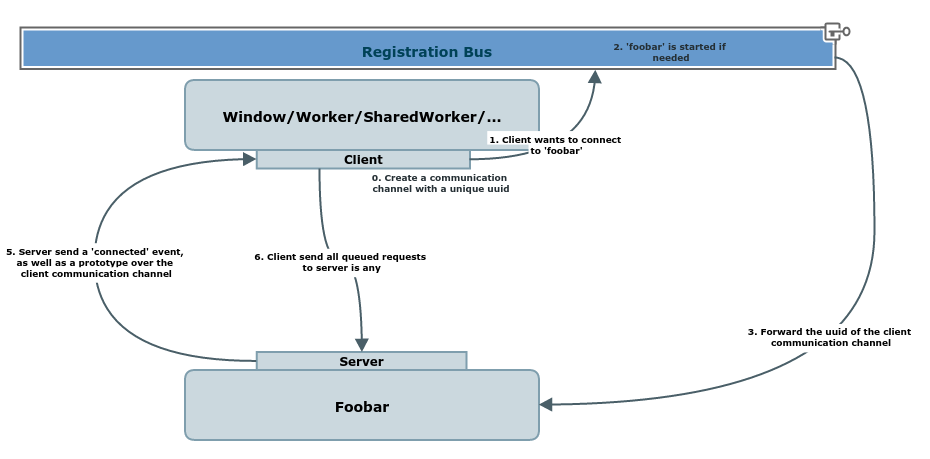 Registration Bus
2. 'foobar' is started if
needed
Window/Worker/SharedWorker/...
1. Client wants to connect
to 'foobar'
Client
0. Create a communication
channel with a unique uuid
5. Server send a 'connected' event,
as well as a prototype over the
client communication channel
6. Client send all queued requests
to server is any
3. Forward the uuid of the client
communication channel
Server
Foobar